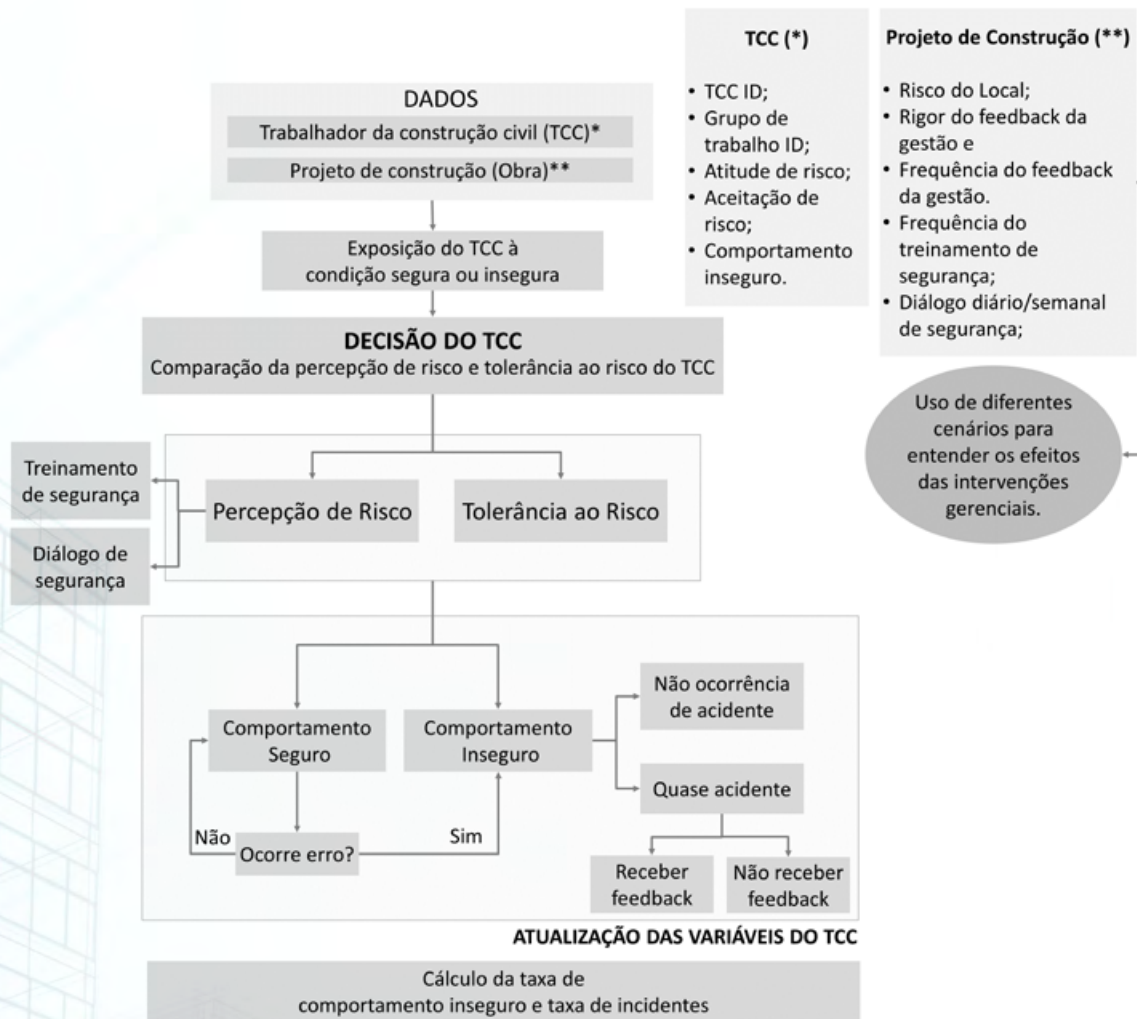 DADOS
Trabalhador da construção civil (TCC)*
Projeto de construção (Obra)**
Exposição do TCC à
condição segura ou insegura
DECISÃO DO TCC
Comparação da percepção de risco e tolerância ao risco do TCC
Treinamento
de segurança
Diálogo de
segurança
Percepção de Risco
Tolerância ao Risco
Comportamento
Seguro
Comportamento
Inseguro
Não ocorrência
de acidente
Quase acidente
Não
Ocorre erro?
Sim
Receber
feedback
Não receber
feedback
ATUALIZAÇÃO DAS VARIÁVEIS DO TCC
Cálculo da taxa de
comportamento inseguro e taxa de incidentes
TCC (*)
• TCC ID;
• Grupo de
trabalho ID;
• Atitude de risco;
• Aceitação de
risco;
• Comportamento
inseguro.
Projeto de Construção (**)
• Risco do Local;
• Rigor do feedback da
gestão e
• Frequência do feedback
da gestão.
• Frequência do
treinamento de
segurança;
• Diálogo diário/semanal
de segurança;
Uso de diferentes
cenários para
entender os efeitos
das intervenções
gerenciais.